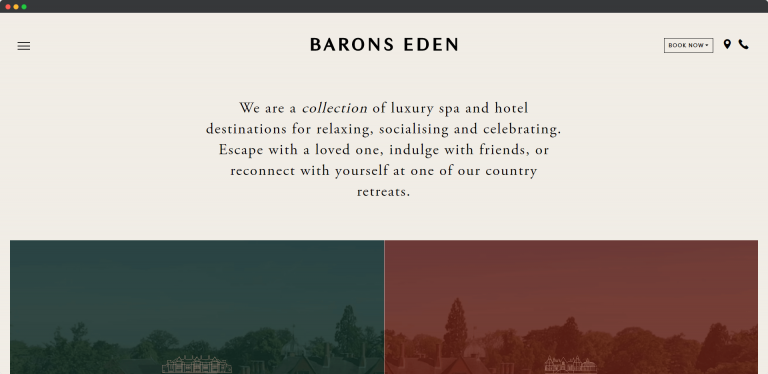 BARONS EDEN
BOOK NOW
We are a collection of luxury spa and hotel
destinations for relaxing, socialising and celebrating.
Escape with a loved one, indulge with friends, or
reconnect with yourself at one of our country
retreats.